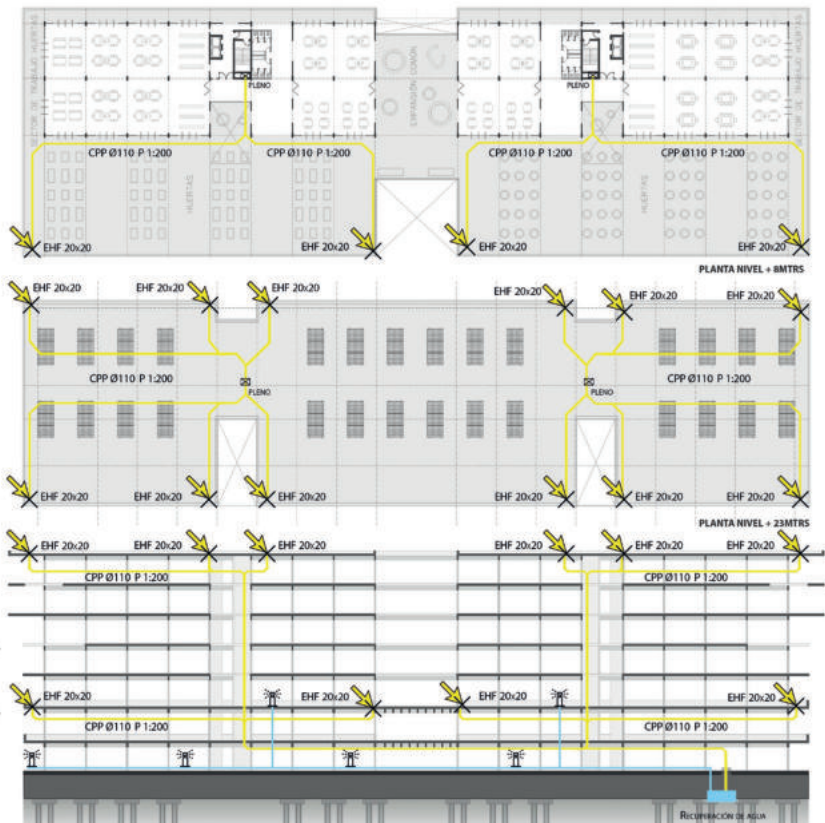 SECTOR DE TRABAJO HUERTAS
EXPANSIÓN COMÚN
SECTOR DE TRABAJO HUERTAS
PLENO
PLENO
CPP Ø110 P 1:200
CPP Ø110 P 1:200
CPP Ø110 P 1:200
CPP Ø110 P 1:200
HUERTAS
HUERTAS
EHF 20x20
EHF 20x20
EHF 20x20
EHF 20x20
PLANTA NIVEL + 8MTRS
EHF 20x20
EHF 20x20
EHF 20x20
EHF 20x20
EHF 20x20
EHF 20x20
CPP Ø110 P 1:200
CPP Ø110 P 1:200
PLENO
PLENO
EHF 20x20
EHF 20x20
EHF 20x20
EHF 20x20
EHF 20x20
EHF 20x20
PLANTA NIVEL + 23MTRS
EHF 20x20
EHF 20x20
EHF 20x20
EHF 20x20
EHF 20x20
EHF 20x20
CPP Ø110 P 1:200
CPP Ø110 P 1:200
EHF 20x20
EHF 20x20
EHF 20x20
EHF 20x20
CPP Ø110 P 1:200
CPP Ø110 P 1:200
RECUPERACIÓN DE AGUA